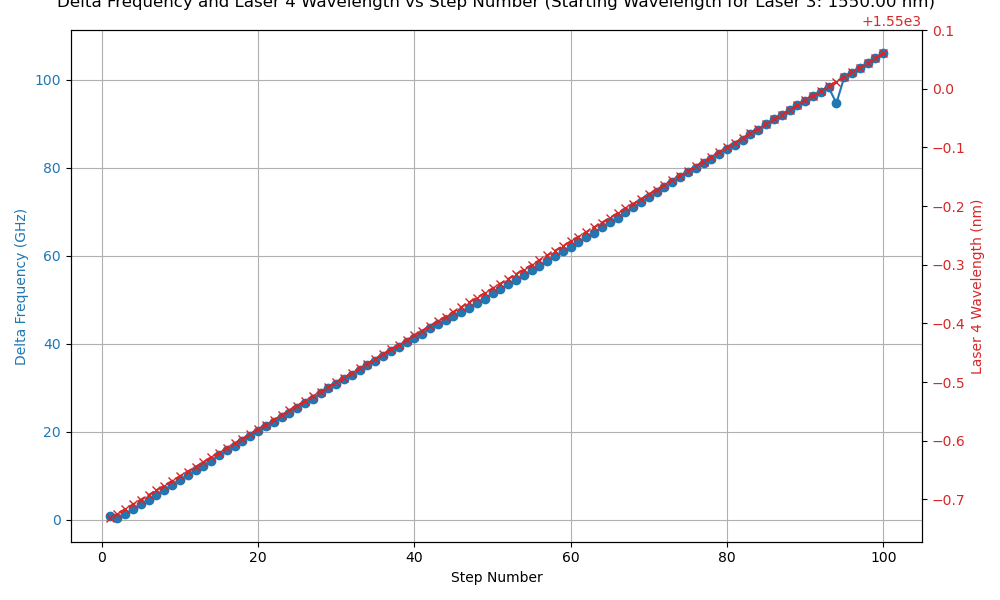 Delta Frequency and Laser 4 Wavelength vs Step Number (Starting Wavelength for Laser 3: 1550.00 nm)
+1.55e3
0.1
100
0.0
−0.1
80
−0.2
60
−0.3
−0.4
40
−0.5
20
−0.6
−0.7
0
Delta Frequency (GHz)
Laser 4 Wavelength (nm)
0 20 40 60 80 100
Step Number